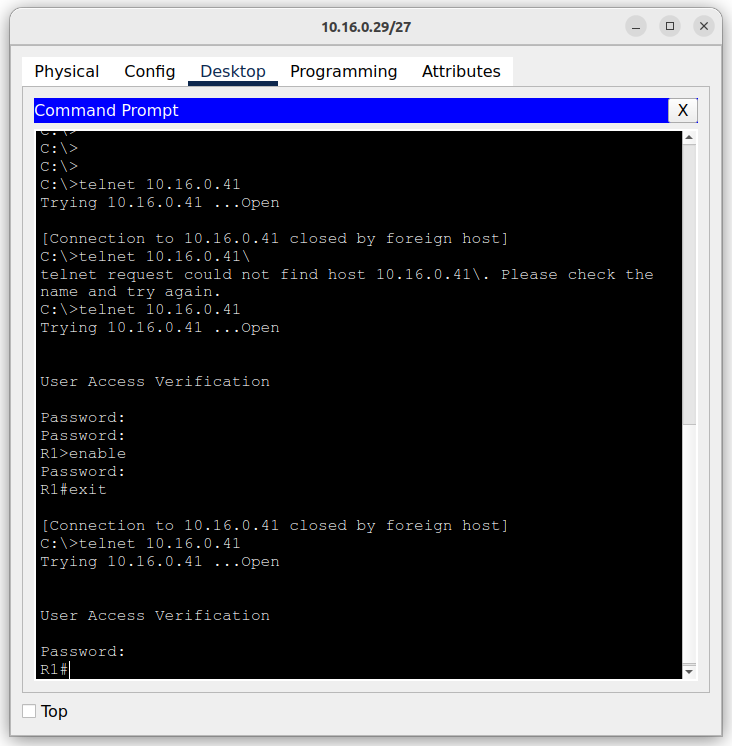 10.16.0.29/27
Physical Config Desktop Programming Attributes
Command Prompt X
C:\>
C:\>
C:\>
C:\>telnet 10.16.0.41
Trying 10.16.0.41 ...Open
[Connection to 10.16.0.41 closed by foreign host]
C:\>telnet 10.16.0.41\
telnet request could not find host 10.16.0.41\. Please check the
name and try again.
C:\>telnet 10.16.0.41
Trying 10.16.0.41 ...Open
User Access Verification
Password:
Password:
R1>enable
Password:
R1#exit
[Connection to 10.16.0.41 closed by foreign host]
C:\>telnet 10.16.0.41
Trying 10.16.0.41 ...Open
User Access Verification
Password:
R1#
Top